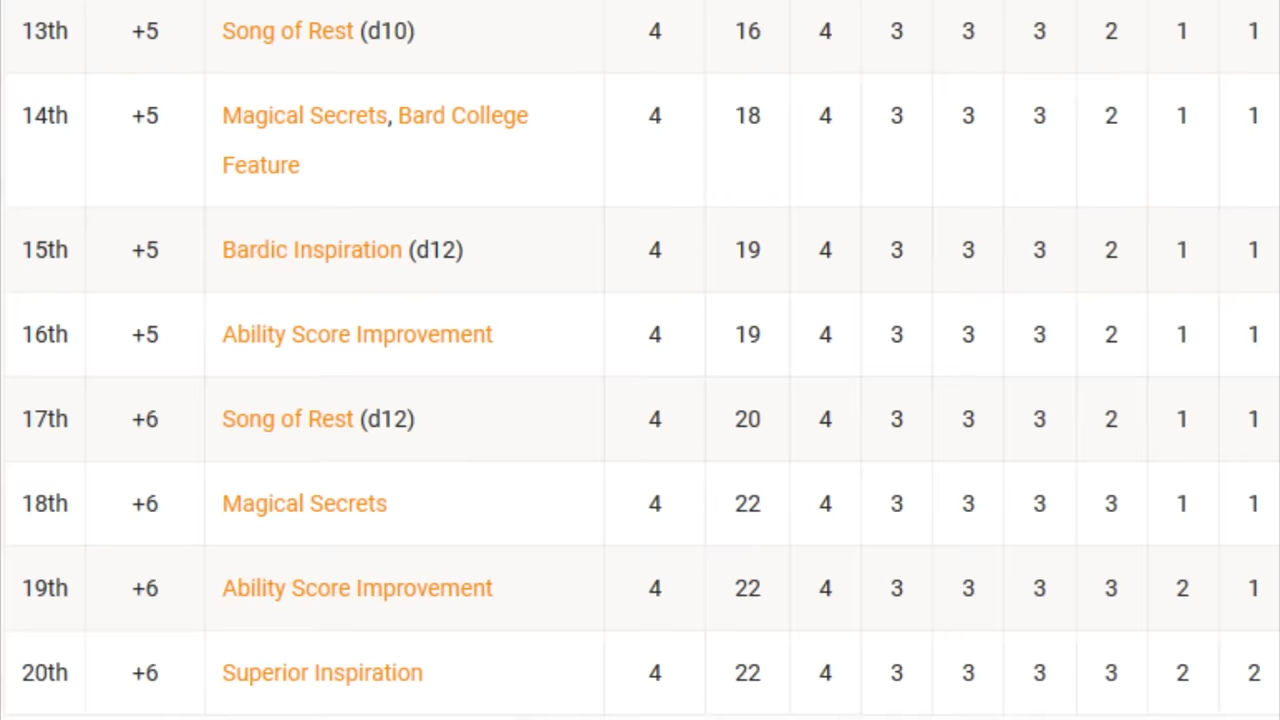 13th +5 Song of Rest (d10) 4 16 4 3 3 3 2 1 1
14th +5 Magical Secrets, Bard College 4 18 4 3 3 3 2 1 1
Feature
15th +5 Bardic Inspiration (d12) 4 19 4 3 3 3 2 1 1
16th +5 Ability Score Improvement 4 19 4 3 3 3 2 1 1
17th +6 Song of Rest (d12) 4 20 4 3 3 3 2 1 1
18th +6 Magical Secrets 4 22 4 3 3 3 3 1 1
19th +6 Ability Score Improvement 4 22 4 3 3 3 3 2 1
20th +6 Superior Inspiration 4 22 4 3 3 3 3 2 2